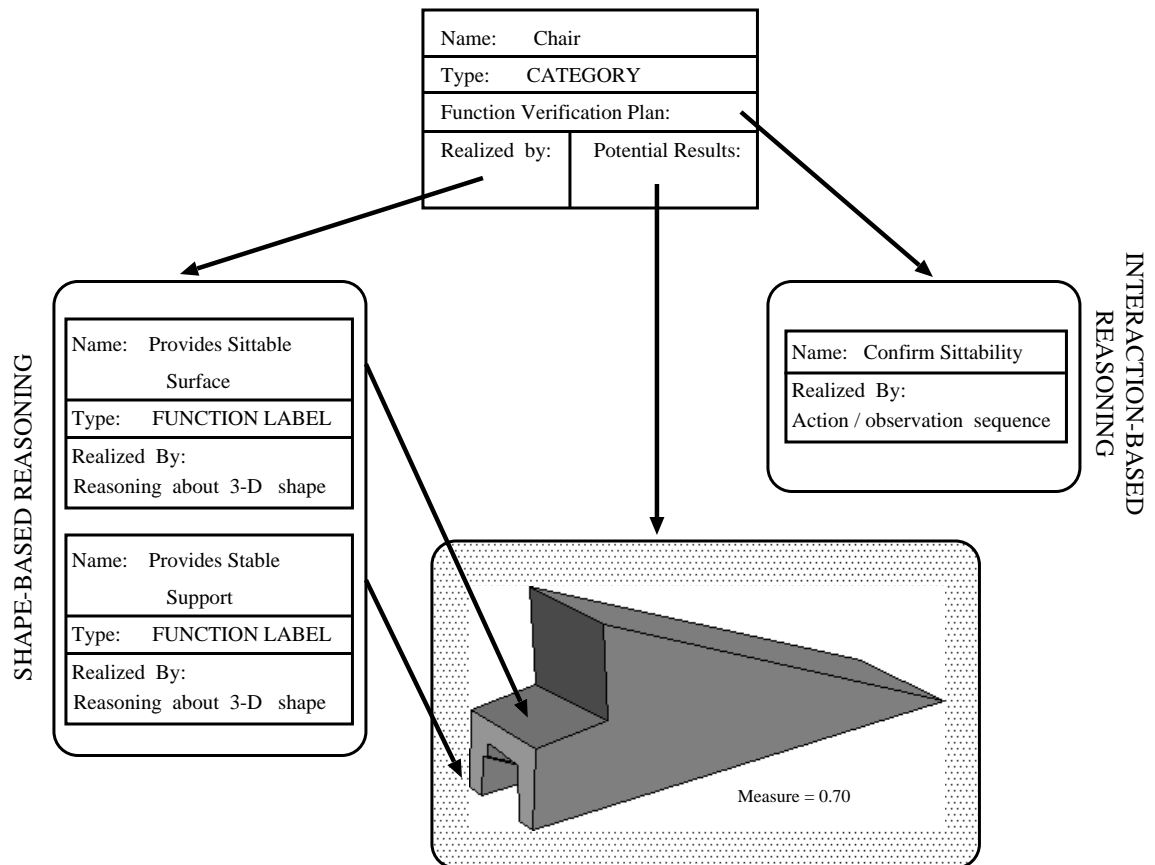 Name: Chair
Type: CATEGORY
Function Verification Plan:
Realized by:
Potential Results:
SHAPE-BASED REASONING
Name: Provides Sittable
Surface
Type: FUNCTION LABEL
Realized By:
Reasoning about 3-D shape
Name: Provides Stable
Support
Type: FUNCTION LABEL
Realized By:
Reasoning about 3-D shape
Name: Confirm Sittability
Realized By:
Action / observation sequence
INTERACTION-BASED
REASONING
Measure = 0.70